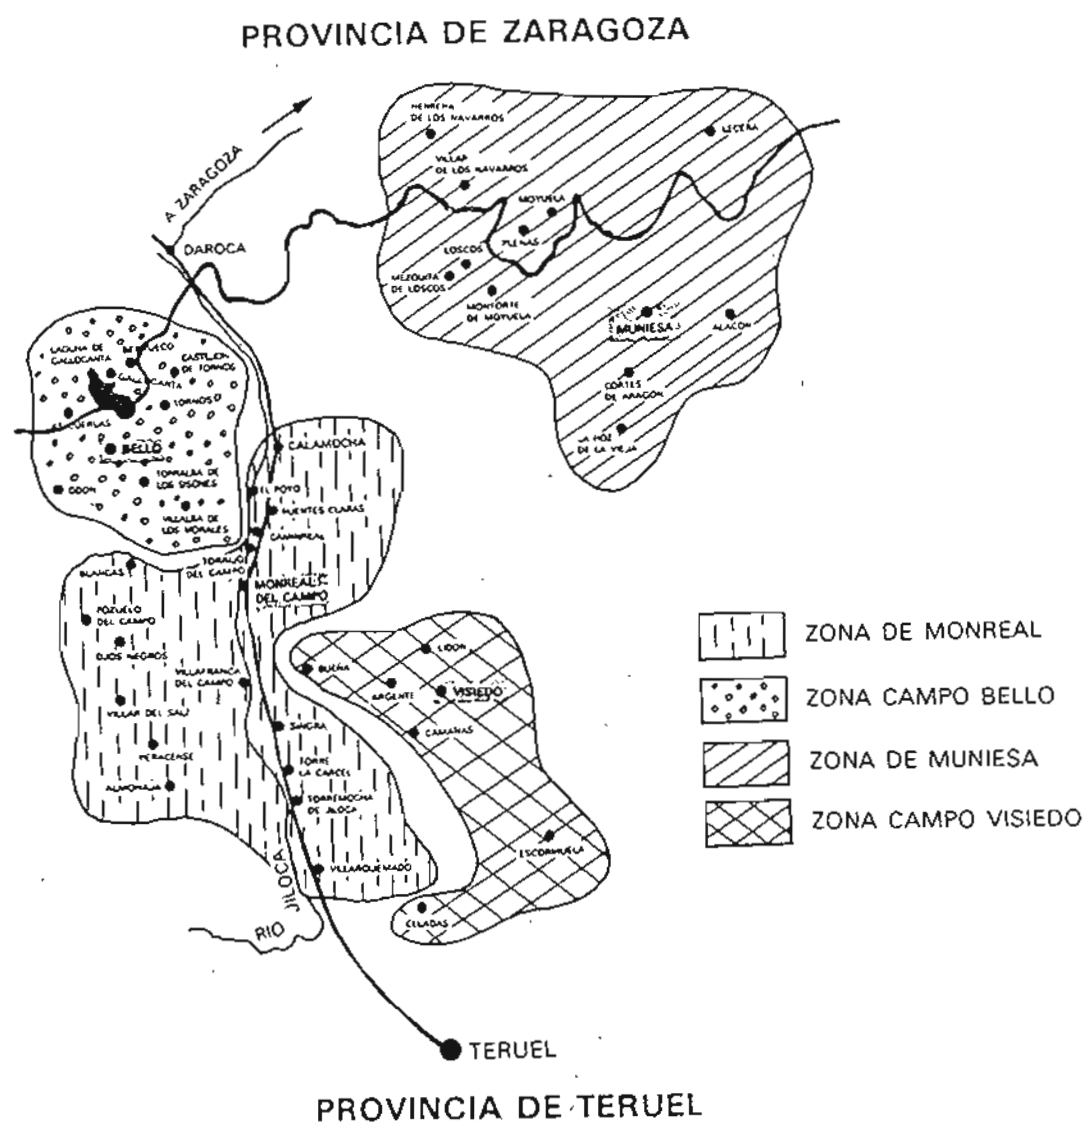 PROVINCIA DE ZARAGOZA
HERRERA
DE LOS NAVARROS
LECERA
A ZARAGOZA
VILLAR
DE LOS NAVARROS
MOYUELA
DAROCA
PLENAS
LOSCOS
MEZQUITA
DE LOSCOS
MONFORTE
DE MOYUELA
MUNIESA
ALACON
LAGUNA DE
GALLOCANTA
CASTEJON
DE TORNOS
GALLOCANTA
CORTES
DE ARAGON
TORNOS
LA HOZ
DE LA VIEJA
BELLO
CALAMOCHA
TORRALBA DE
LOS SISONES
ODON
EL POYO
FUENTES CLARAS
VILLALBA DE
LOS MORALES
CAMINREAL
TORRIJO
DEL CAMPO
BLANCAS
MONREAL
DEL CAMPO
POZUELO
DEL CAMPO
OJOS NEGROS
LIDON
BUEÑA
VILLAFRANCA
DEL CAMPO
ARGENTE
VISIEDO
VILLAR DEL SALZ
SINGRA
CAMAÑAS
PERACENSE
TORRE
LA CARCEL
ALMOHAJA
TORREMOCHA
DE JILOCA
ESCORIHUELA
VILLARQUEMADO
RIO JILOCA
CELADAS
TERUEL
PROVINCIA DE TERUEL
ZONA DE MONREAL
ZONA CAMPO BELLO
ZONA DE MUNIESA
ZONA CAMPO VISIEDO